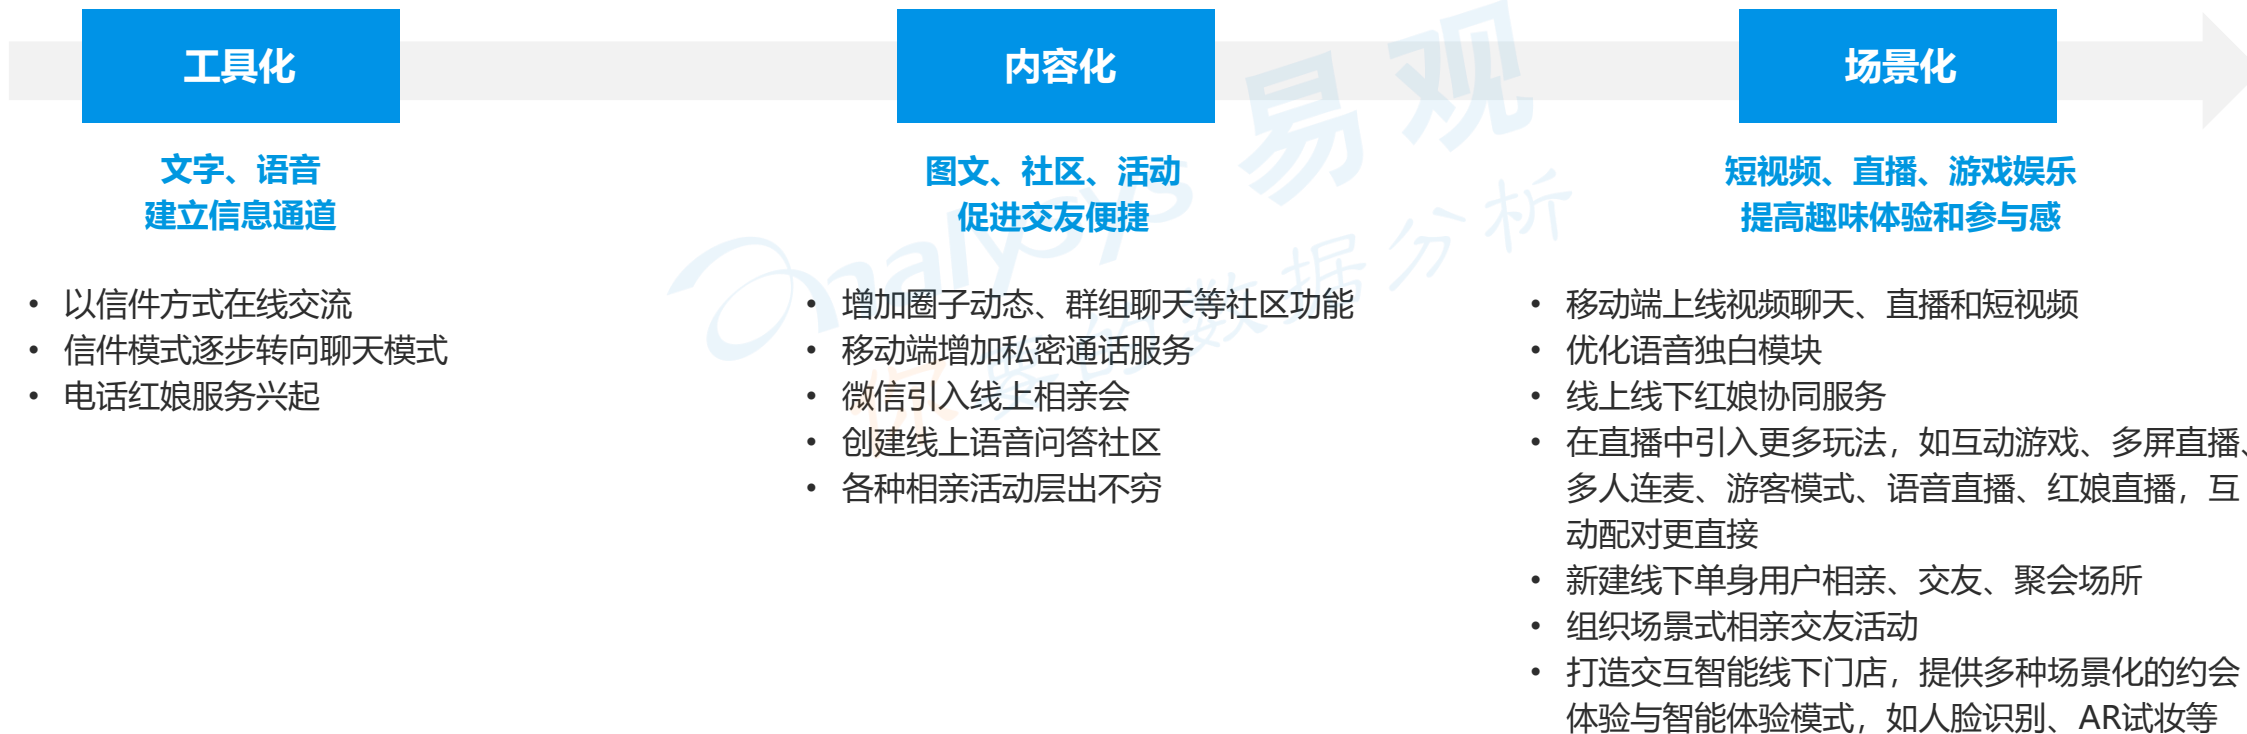 工具化
文字、语音
建立信息通道
• 以信件方式在线交流
• 信件模式逐步转向聊天模式
• 电话红娘服务兴起
内容化
图文、社区、活动
促进交友便捷
• 增加圈子动态、群组聊天等社区功能
• 移动端增加私密通话服务
• 微信引入线上相亲会
• 创建线上语音问答社区
• 各种相亲活动层出不穷
场景化
短视频、直播、游戏娱乐
提高趣味体验和参与感
• 移动端上线视频聊天、直播和短视频
• 优化语音独白模块
• 线上线下红娘协同服务
• 在直播中引入更多玩法，如互动游戏、多屏直播、
多人连麦、游客模式、语音直播、红娘直播，互
动配对更直接
• 新建线下单身用户相亲、交友、聚会场所
• 组织场景式相亲交友活动
• 打造交互智能线下门店，提供多种场景化的约会
体验与智能体验模式，如人脸识别、AR试妆等
analysys 易观
你要的数据分析